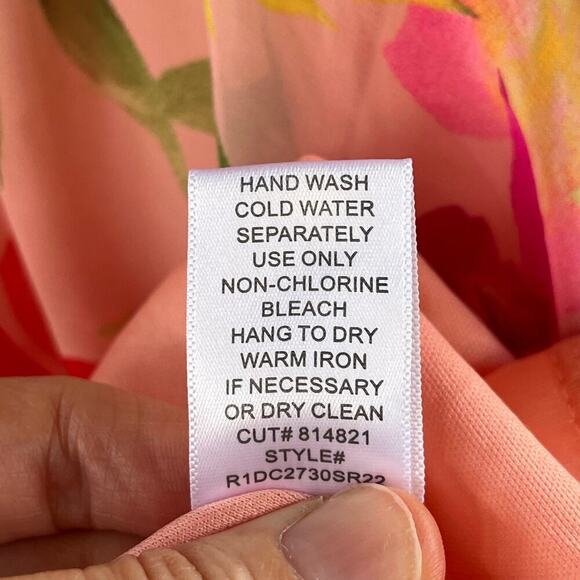 HAND WASH
COLD WATER
SEPARATELY
USE ONLY
NON-CHLORINE
BLEACH
HANG TO DRY
WARM IRON
IF NECESSARY
OR DRY CLEAN
CUT# 814821
STYLE#
R1DC2730SR22